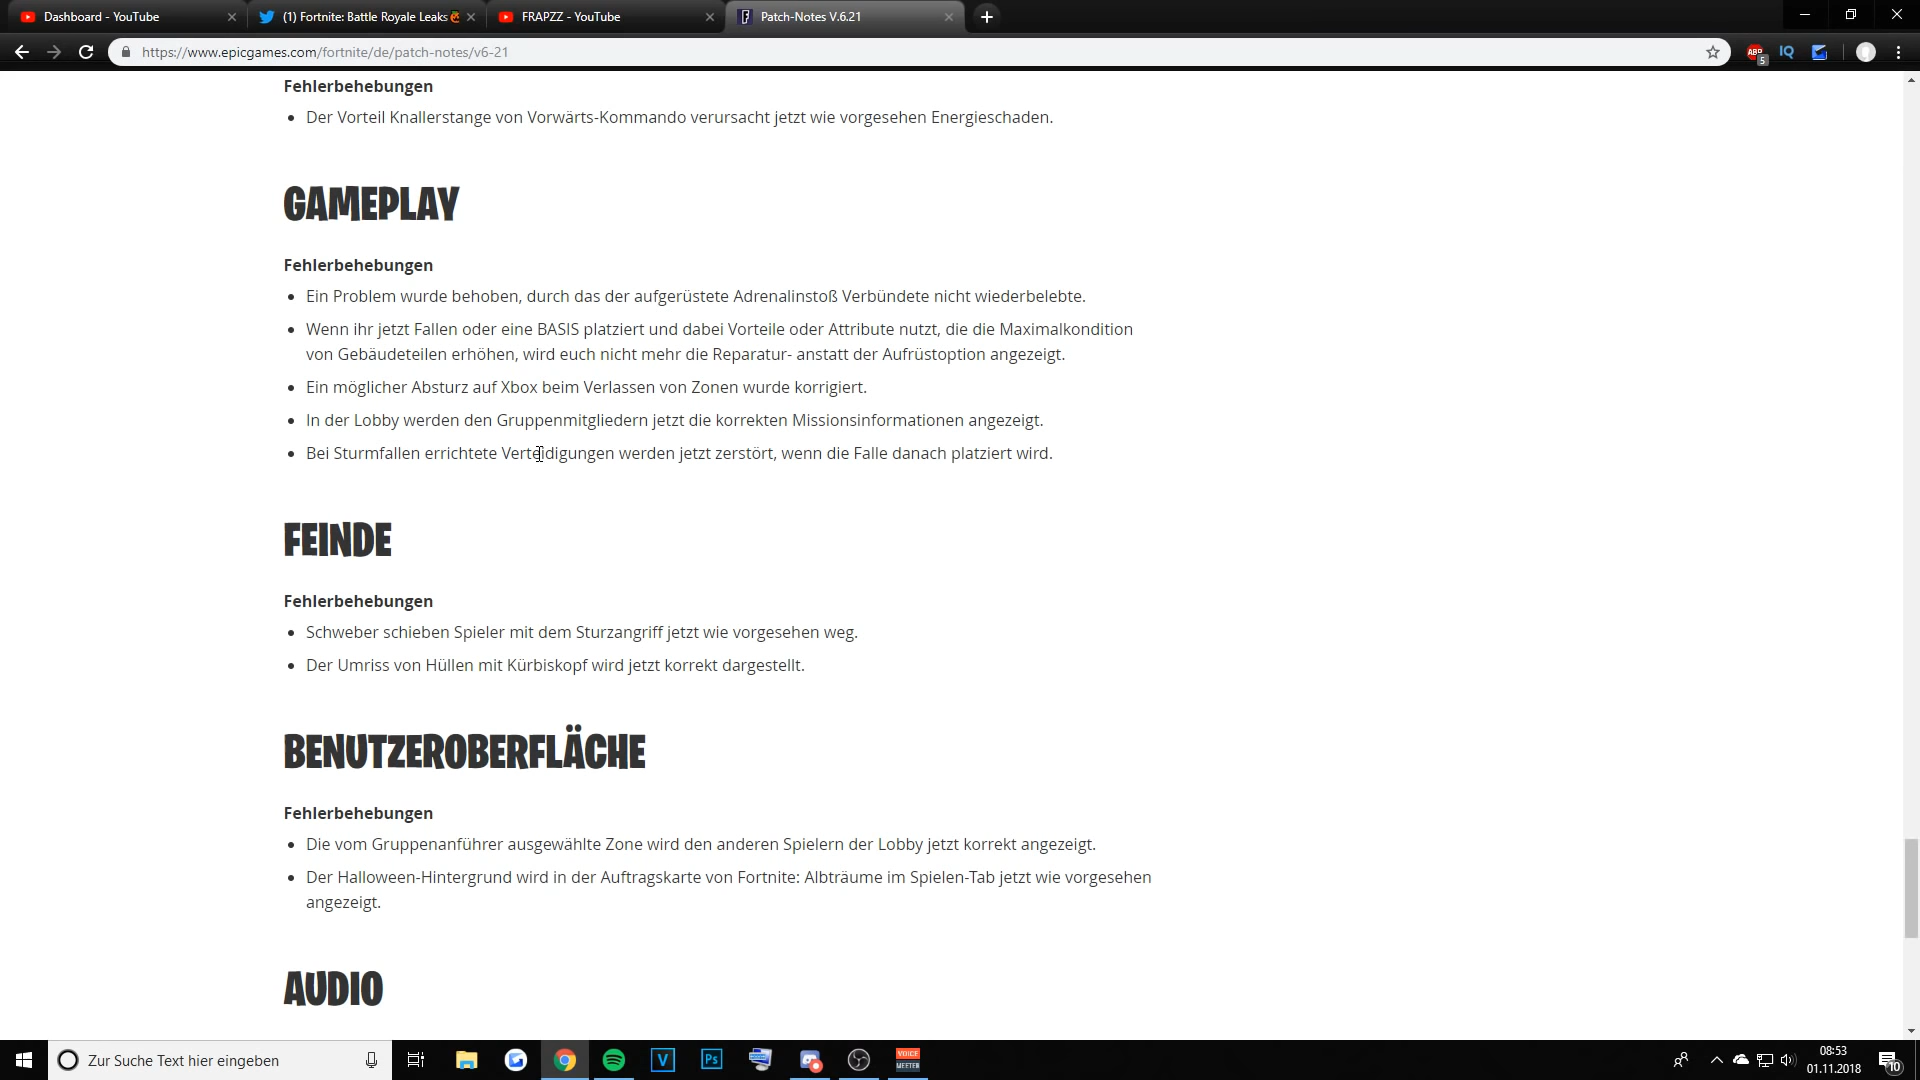 Dashboard - YouTube
(1) Fortnite: Battle Royale Leaks
FRAPZZ - YouTube
Patch-Notes V.6.21
https://www.epicgames.com/fortnite/de/patch-notes/v6-21
ABP
5
IQ
Fehlerbehebungen
Der Vorteil Knallerstange von Vorwärts-Kommando verursacht jetzt wie vorgesehen Energieschaden.
GAMEPLAY
Fehlerbehebungen
Ein Problem wurde behoben, durch das der aufgerüstete Adrenalinstoß Verbündete nicht wiederbelebte.
Wenn ihr jetzt Fallen oder eine BASIS platziert und dabei Vorteile oder Attribute nutzt, die die Maximalkondition
von Gebäudeteilen erhöhen, wird euch nicht mehr die Reparatur- anstatt der Aufrüstoption angezeigt.
Ein möglicher Absturz auf Xbox beim Verlassen von Zonen wurde korrigiert.
In der Lobby werden den Gruppenmitgliedern jetzt die korrekten Missionsinformationen angezeigt.
Bei Sturmfallen errichtete Verteidigungen werden jetzt zerstört, wenn die Falle danach platziert wird.
FEINDE
Fehlerbehebungen
Schweber schieben Spieler mit dem Sturzangriff jetzt wie vorgesehen weg.
Der Umriss von Hüllen mit Kürbiskopf wird jetzt korrekt dargestellt.
BENUTZEROBERFLÄCHE
Fehlerbehebungen
Die vom Gruppenanführer ausgewählte Zone wird den anderen Spielern der Lobby jetzt korrekt angezeigt.
Der Halloween-Hintergrund wird in der Auftragskarte von Fortnite: Albträume im Spielen-Tab jetzt wie vorgesehen
angezeigt.
AUDIO
Zur Suche Text hier eingeben
V
Ps
VOICE
MEETER
08:53
01.11.2018
10